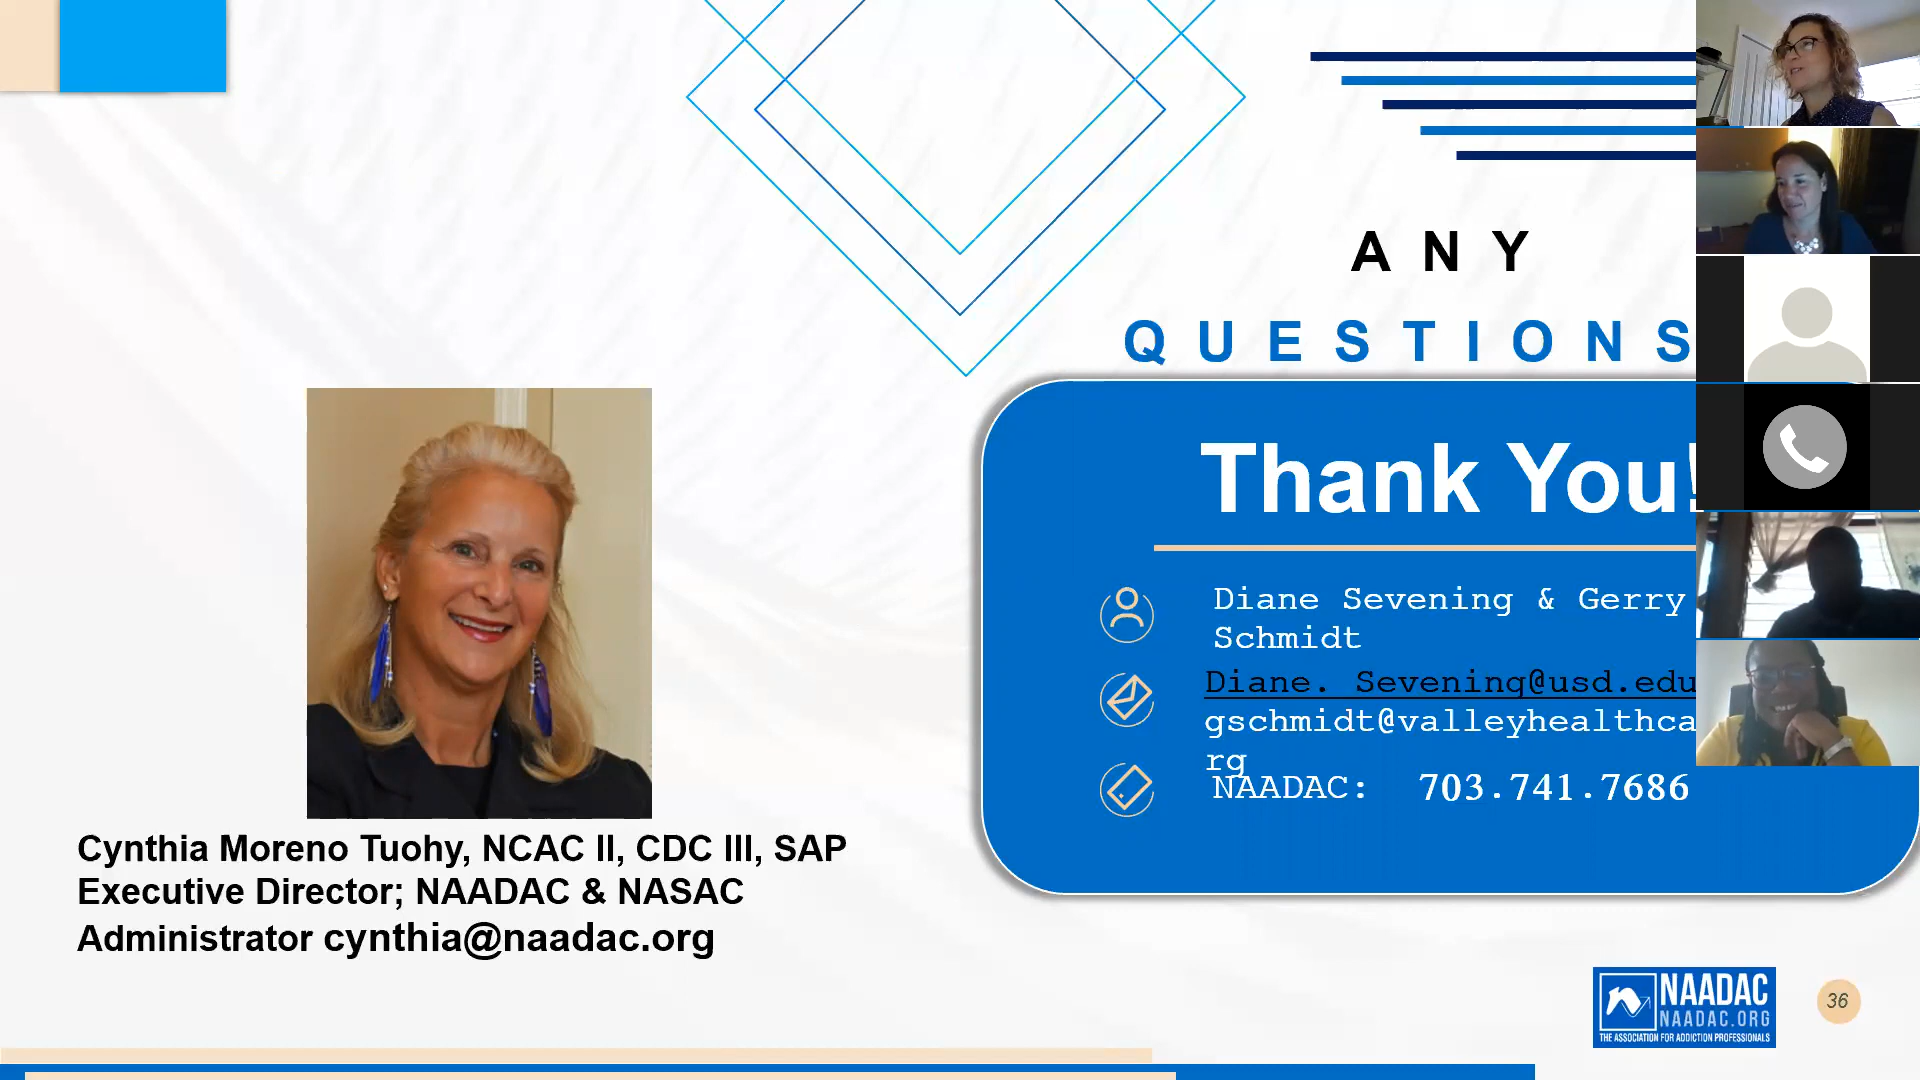 ANY
QUESTIONS
Thank You!
Diane Sevening & Gerry
Schmidt
Diane. Sevening@usd.edu
gschmidt@valleyhealthca
rg
NAADAC: 703.741.7686
Cynthia Moreno Tuohy, NCAC II, CDC III, SAP
Executive Director; NAADAC & NASAC
Administrator cynthia@naadac.org
NAADAC
NAADAC.ORG
THE ASSOCIATION FOR ADDICTION PROFESSIONALS
36